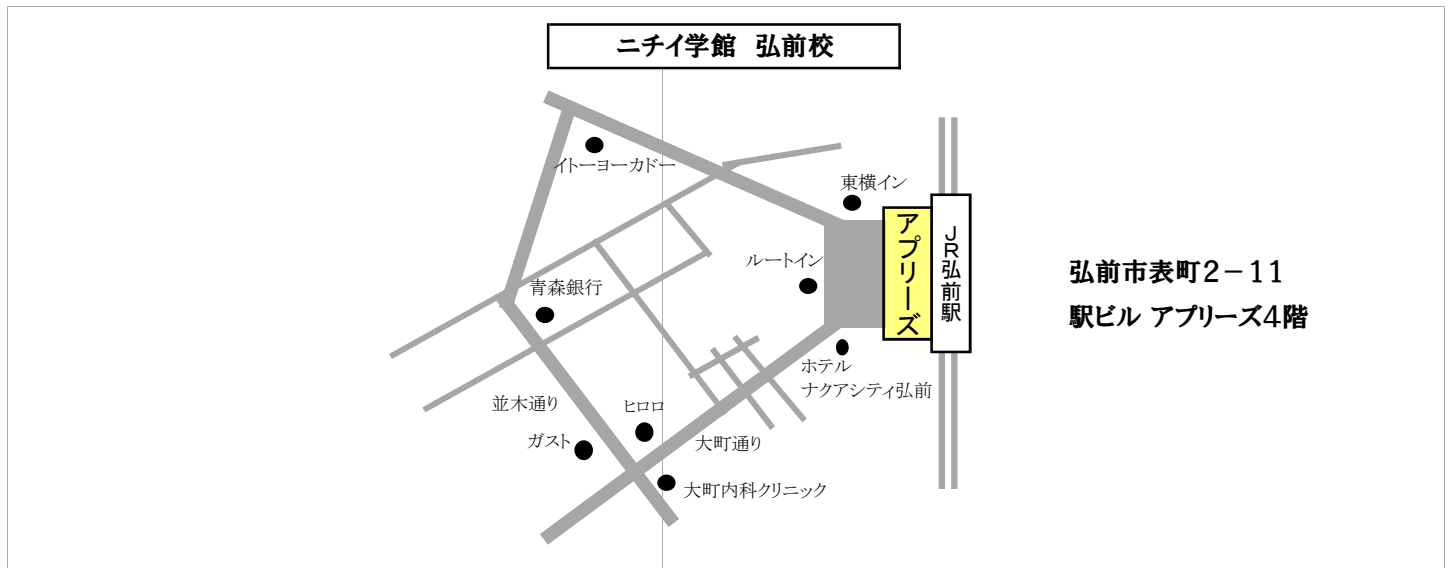 ニチイ学館 弘前校
イトーヨーカドー
東横イン
アプリーズ
JR弘前駅
ルートイン
弘前市表町2－11
駅ビル アプリーズ4階
青森銀行
ホテル
ナクアシティ弘前
並木通り
ヒロロ
ガスト
大町通り
大町内科クリニック